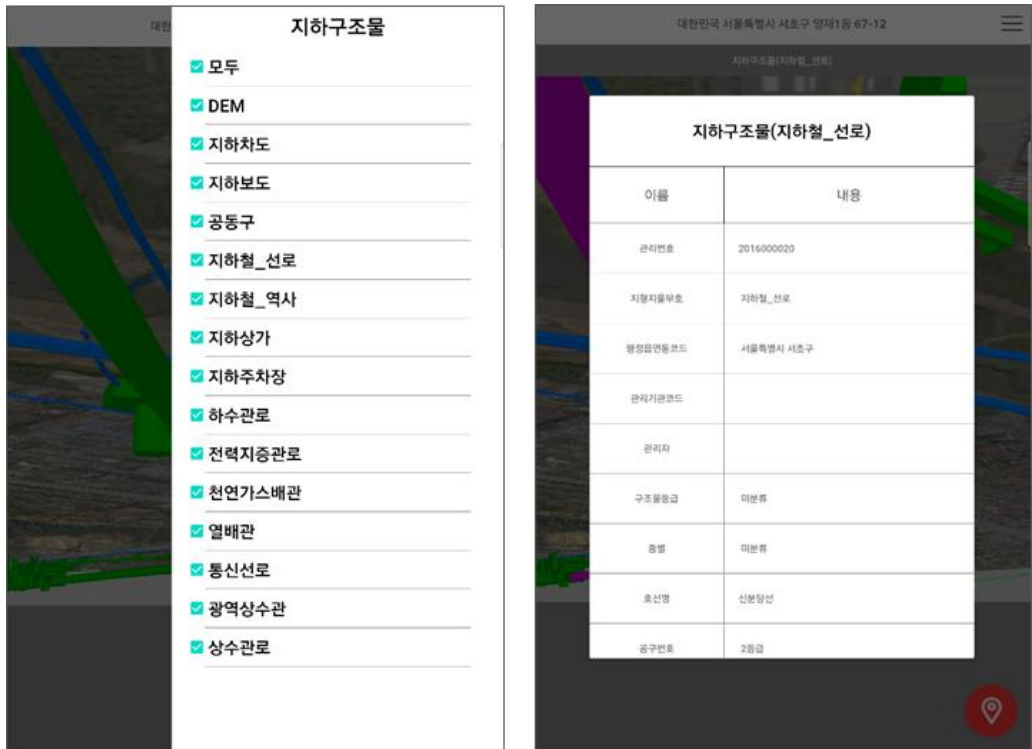 대한
지하구조물
모두
DEM
지하차도
지하보도
공동구
지하철_선로
지하철_역사
지하상가
지하주차장
하수관로
전력지중관로
천연가스배관
열배관
통신선로
광역상수관
상수관로
대한민국 서울특별시 서초구 양재1동 67-12
지하구조물(지하철_선로)
지하구조물(지하철_선로)
이름 내용
관리번호 2016000020
지형지물부호 지하철_선로
행정읍면동코드 서울특별시 서초구
관리기관코드
관리자
구조물등급 미분류
종별 미분류
호선명 신분당선
공구번호 2등급